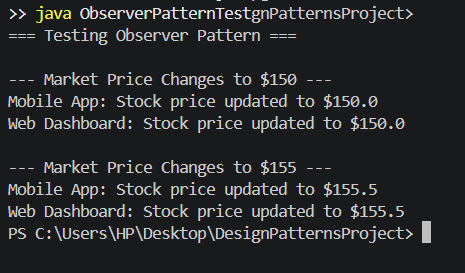 >> java ObserverPatternTestgnPatternsProject>
=== Testing Observer Pattern ===
--- Market Price Changes to $150 ---
Mobile App: Stock price updated to $150.0
Web Dashboard: Stock price updated to $150.0
--- Market Price Changes to $155 ---
Mobile App: Stock price updated to $155.5
Web Dashboard: Stock price updated to $155.5
PS C:\Users\HP\Desktop\DesignPatternsProject>